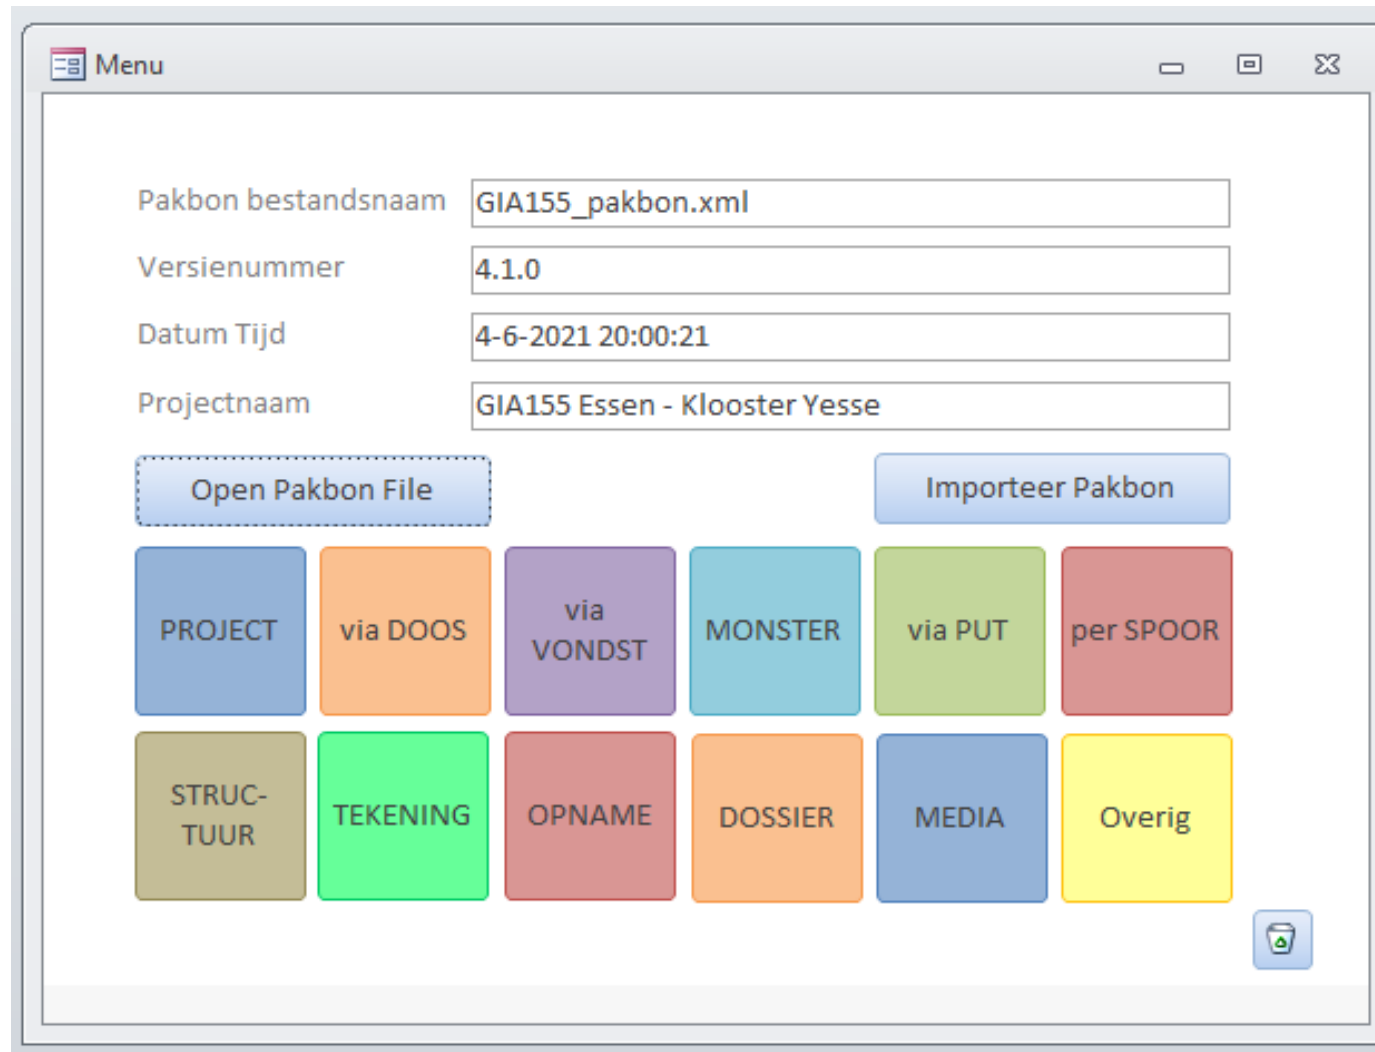 Menu
Pakbon bestandsnaam GIA155_pakbon.xml
Versienummer 4.1.0
Datum Tijd 4-6-2021 20:00:21
Projectnaam GIA155 Essen - Klooster Yesse
Open Pakbon File Importeer Pakbon
PROJECT
via DOOS
via
VONDST
MONSTER
via PUT
per SPOOR
STRUC-
TUUR
TEKENING
OPNAME
DOSSIER
MEDIA
Overig